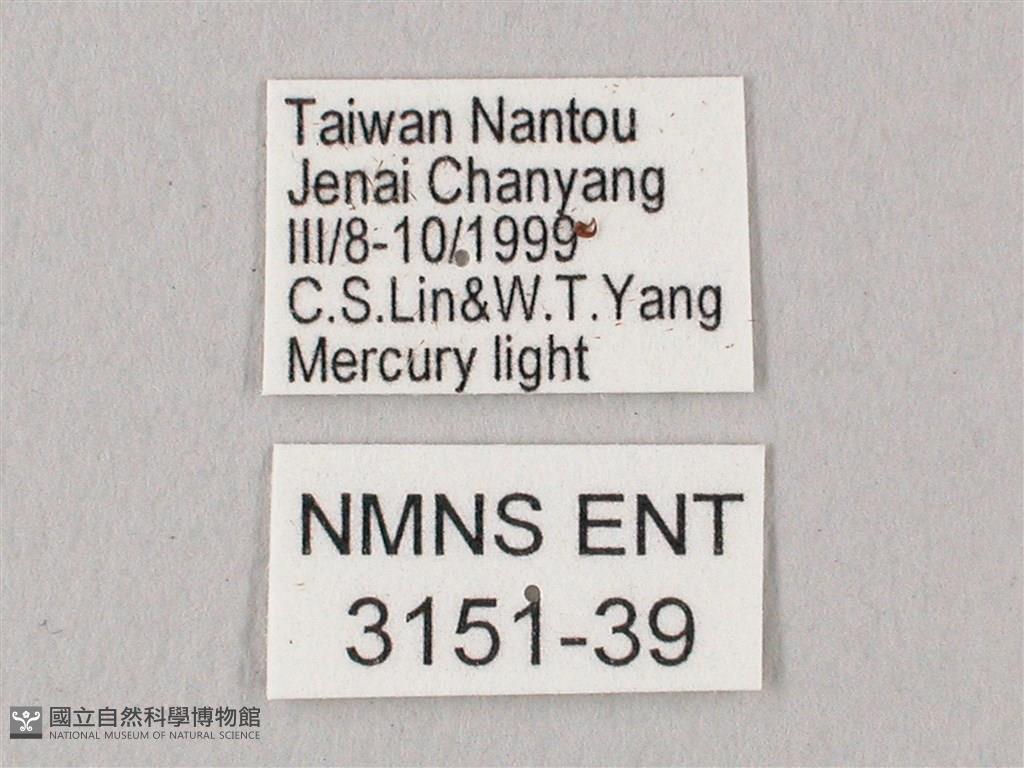 Taiwan Nantou
Jenai Chanyang
III/8-10/1999
C.S.Lin&W.T.Yang
Mercury light
NMNS ENT
3151-39
國立自然科學博物館
NATIONAL MUSEUM OF NATURAL SCIENCE